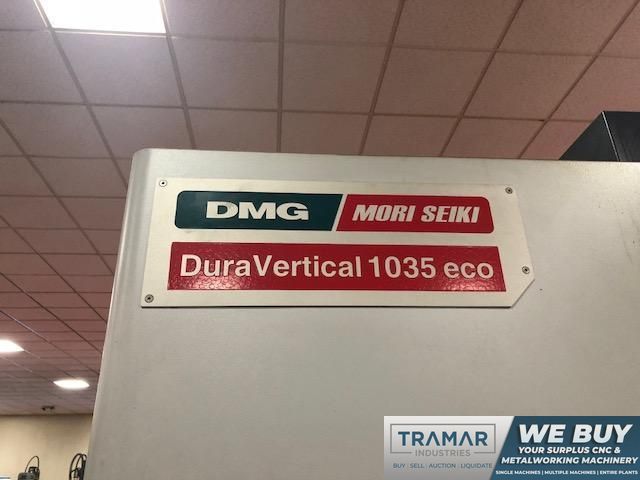 DMG MORI SEIKI
DuraVertical 1035 eco
TRAMAR
INDUSTRIES
BUY | SELL | AUCTION | LIQUIDATE
WE BUY
YOUR SURPLUS CNC &
METALWORKING MACHINERY
SINGLE MACHINES | MULTIPLE MACHINES | ENTIRE PLANTS